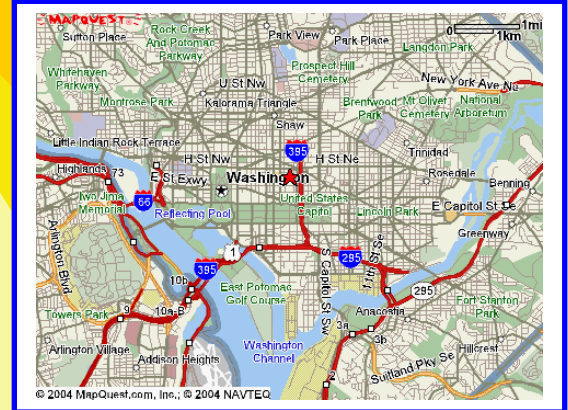 MAPQUEST
0 1mi
1km
Sutton Place
Rock Creek
And Potomac
Parkway
Park View
Park Place
Langdon Park
Whitehaven
Parkway
Prospect Hill
Cemetery
New York Ave Ne
U St Nw
Montrose Park
Kalorama Triangle
Brentwood
Park
Mt Olivet
Cemetery
National
Arboretum
Shaw
Little Indian Rock Terrace
Trinidad
395
H St Nw
H St Ne
Highlands
73
E St Expwy
Washington
Rosedale
Benning
Iwo Jima
Memorial
66
United States
Capitol
Lincoln Park
E Capitol St Se
Reflecting Pool
Greenway
Arlington Blvd
1
395
295
S Capitol St Sw
11th St Se
10b
East Potomac
Golf Course
295
Towers Park
9
10a-B
Anacostia
Fort Stanton
Park
3a
3b
Washington
Channel
Arlington Village
Addison Heights
Hillcrest
Suitland Pky Se
2
© 2004 MapQuest.com, Inc.; © 2004 NAVTEQ